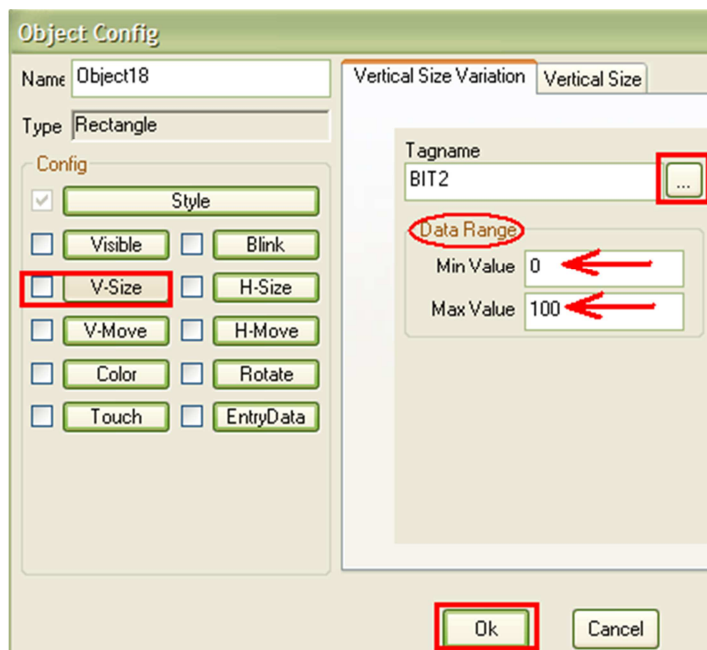 Object Config
Name Object18
Type Rectangle
Config
Style
Visible Blink
V-Size H-Size
V-Move H-Move
Color Rotate
Touch EntryData
Vertical Size Variation Vertical Size
Tagname
BIT2 ...
Data Range
Min Value 0
Max Value 100
Ok Cancel